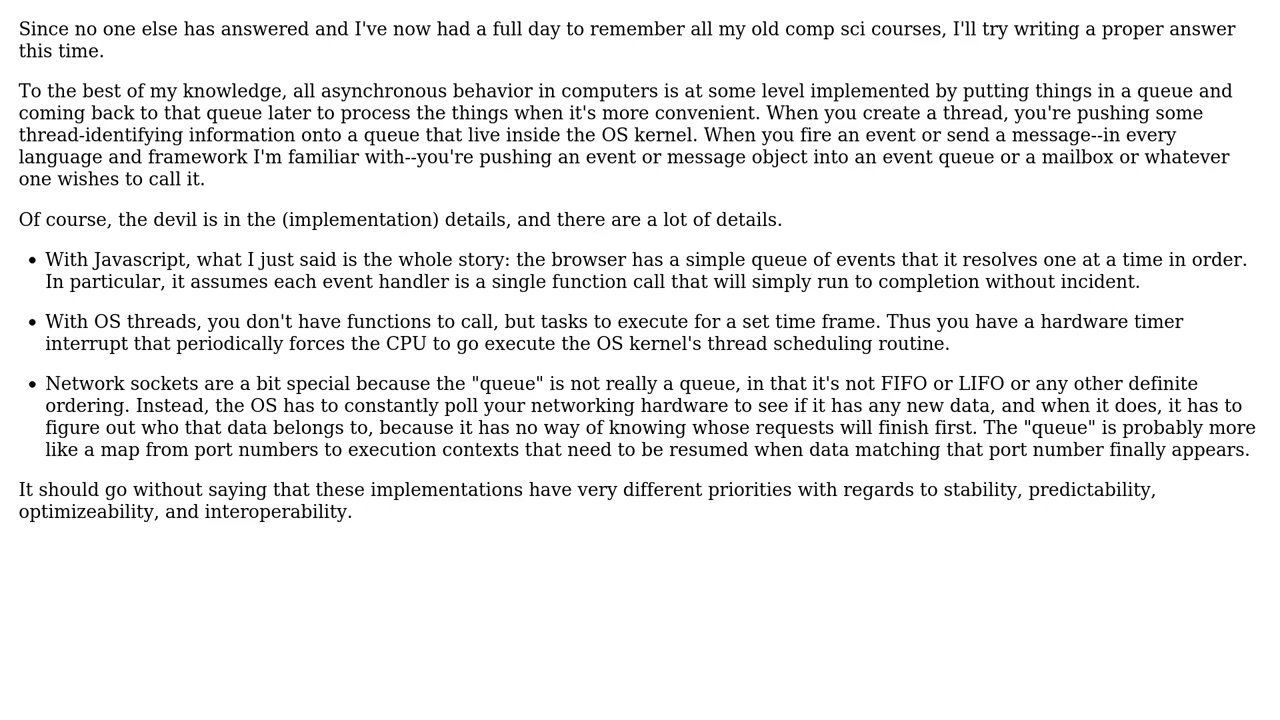 Since no one else has answered and I've now had a full day to remember all my old comp sci courses, I'll try writing a proper answer
this time.
To the best of my knowledge, all asynchronous behavior in computers is at some level implemented by putting things in a queue and
coming back to that queue later to process the things when it's more convenient. When you create a thread, you're pushing some
thread-identifying information onto a queue that live inside the OS kernel. When you fire an event or send a message--in every
language and framework I'm familiar with--you're pushing an event or message object into an event queue or a mailbox or whatever
one wishes to call it.
Of course, the devil is in the (implementation) details, and there are a lot of details.
• With Javascript, what I just said is the whole story: the browser has a simple queue of events that it resolves one at a time in order.
In particular, it assumes each event handler is a single function call that will simply run to completion without incident.
• With OS threads, you don't have functions to call, but tasks to execute for a set time frame. Thus you have a hardware timer
interrupt that periodically forces the CPU to go execute the OS kernel's thread scheduling routine.
• Network sockets are a bit special because the "queue" is not really a queue, in that it's not FIFO or LIFO or any other definite
ordering. Instead, the OS has to constantly poll your networking hardware to see if it has any new data, and when it does, it has to
figure out who that data belongs to, because it has no way of knowing whose requests will finish first. The "queue" is probably more
like a map from port numbers to execution contexts that need to be resumed when data matching that port number finally appears.
It should go without saying that these implementations have very different priorities with regards to stability, predictability,
optimizeability, and interoperability.